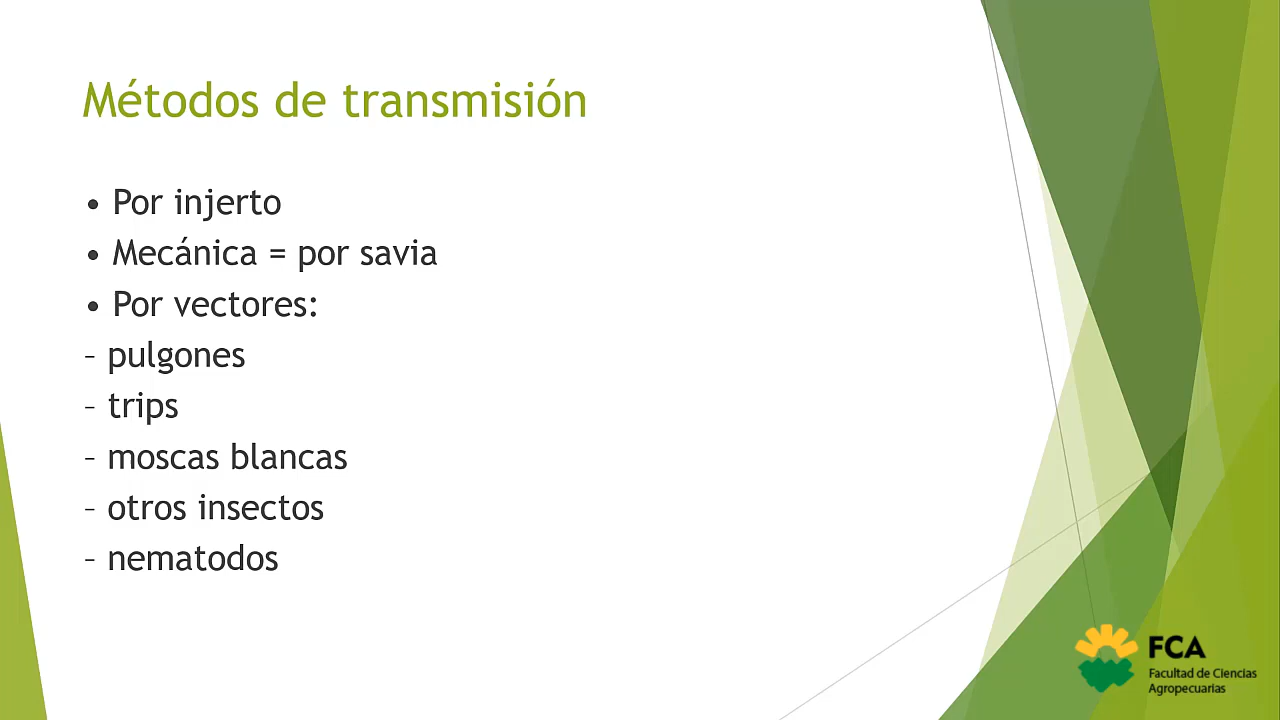 Métodos de transmisión
• Por injerto
• Mecánica = por savia
• Por vectores:
– pulgones
– trips
– moscas blancas
– otros insectos
– nematodos
FCA
Facultad de Ciencias
Agropecuarias